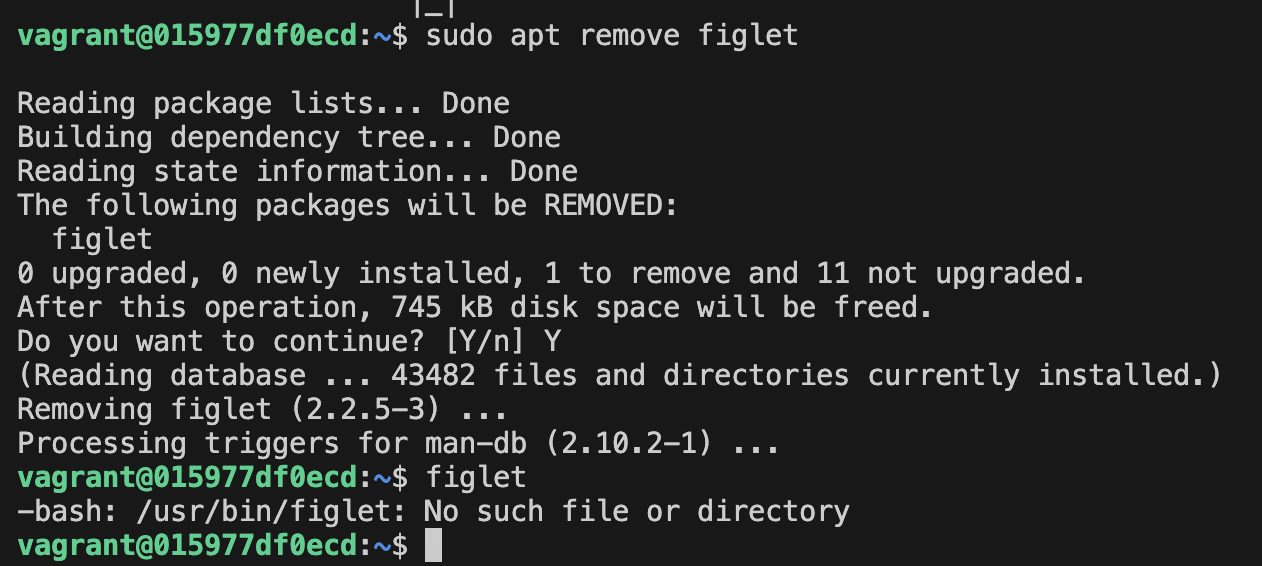 |_|
vagrant@015977df0ecd:~$ sudo apt remove figlet
Reading package lists... Done
Building dependency tree... Done
Reading state information... Done
The following packages will be REMOVED:
  figlet
0 upgraded, 0 newly installed, 1 to remove and 11 not upgraded.
After this operation, 745 kB disk space will be freed.
Do you want to continue? [Y/n] Y
(Reading database ... 43482 files and directories currently installed.)
Removing figlet (2.2.5-3) ...
Processing triggers for man-db (2.10.2-1) ...
vagrant@015977df0ecd:~$ figlet
-bash: /usr/bin/figlet: No such file or directory
vagrant@015977df0ecd:~$